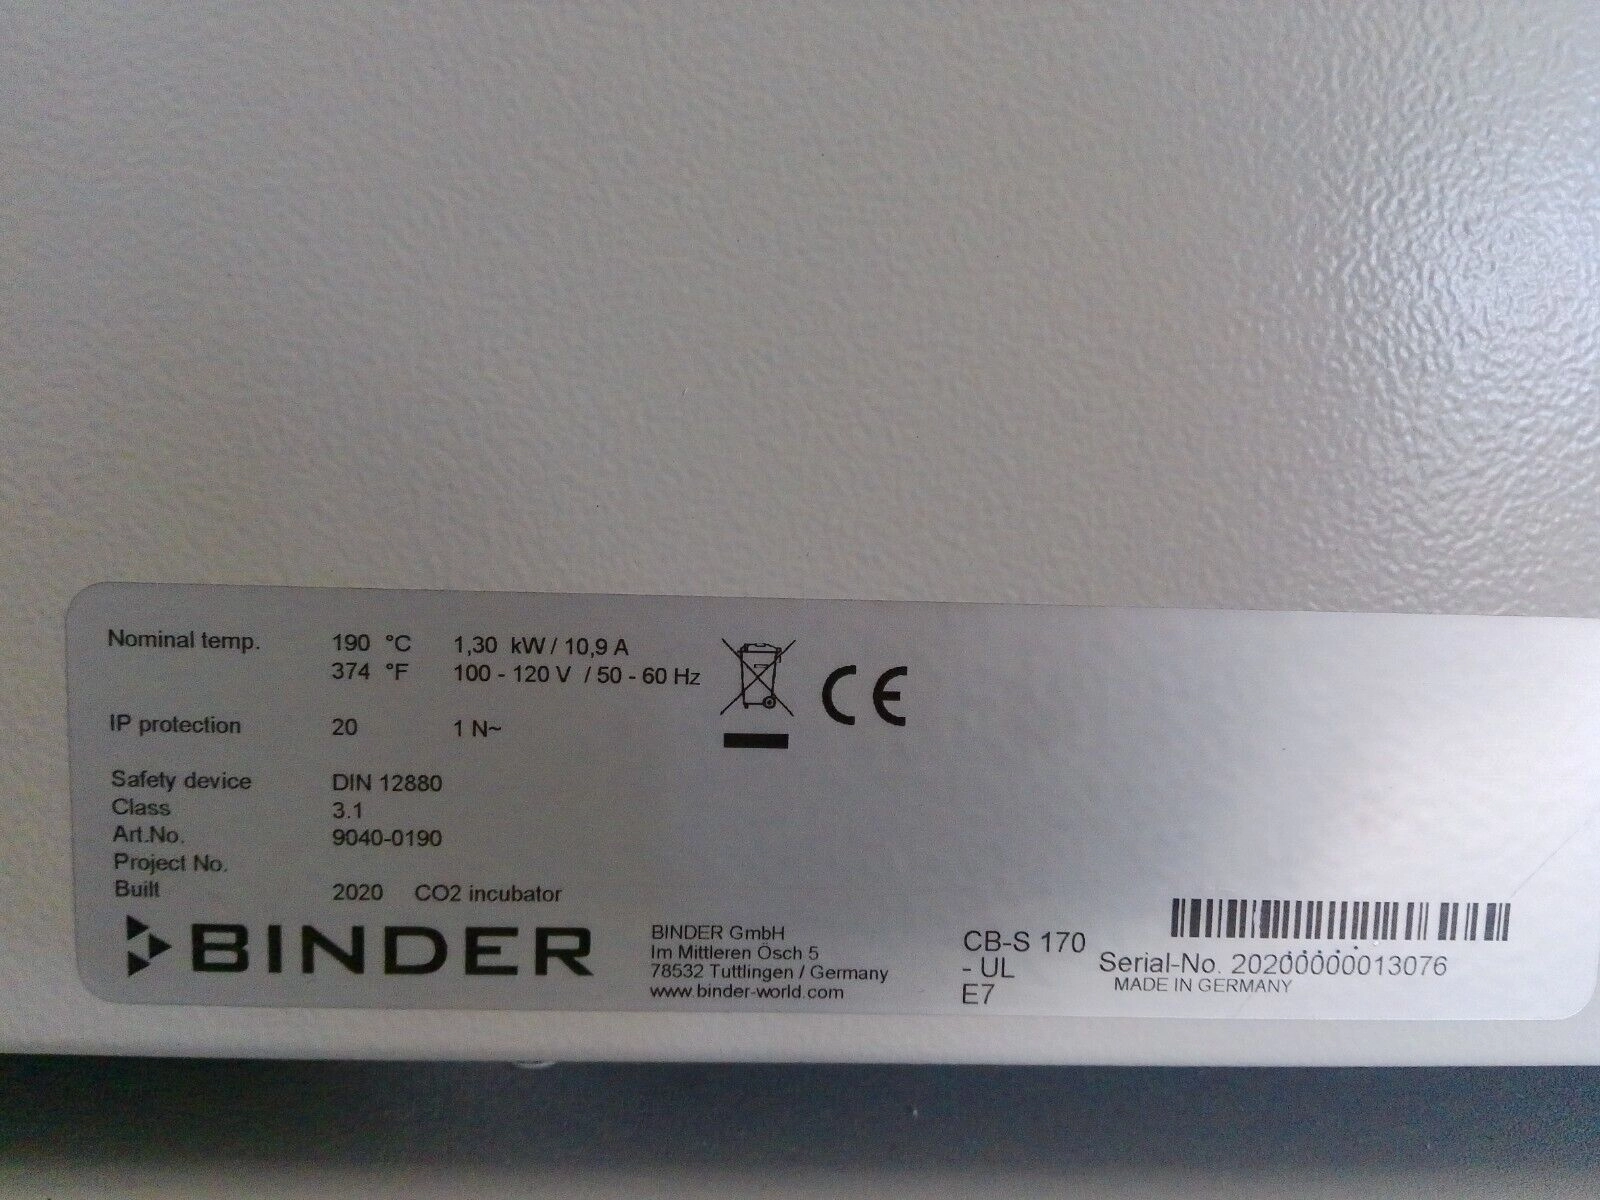 Nominal temp. 190 °C 1,30 kW / 10,9 A
374 °F 100 - 120 V / 50 - 60 Hz
IP protection 20 1 N~
Safety device DIN 12880
Class 3.1
Art.No. 9040-0190
Project No.
Built 2020 CO2 incubator
CE
BINDER
BINDER GmbH
Im Mittleren Ösch 5
78532 Tuttlingen / Germany
www.binder-world.com
CB-S 170
- UL
E7
Serial-No. 20200000013076
MADE IN GERMANY